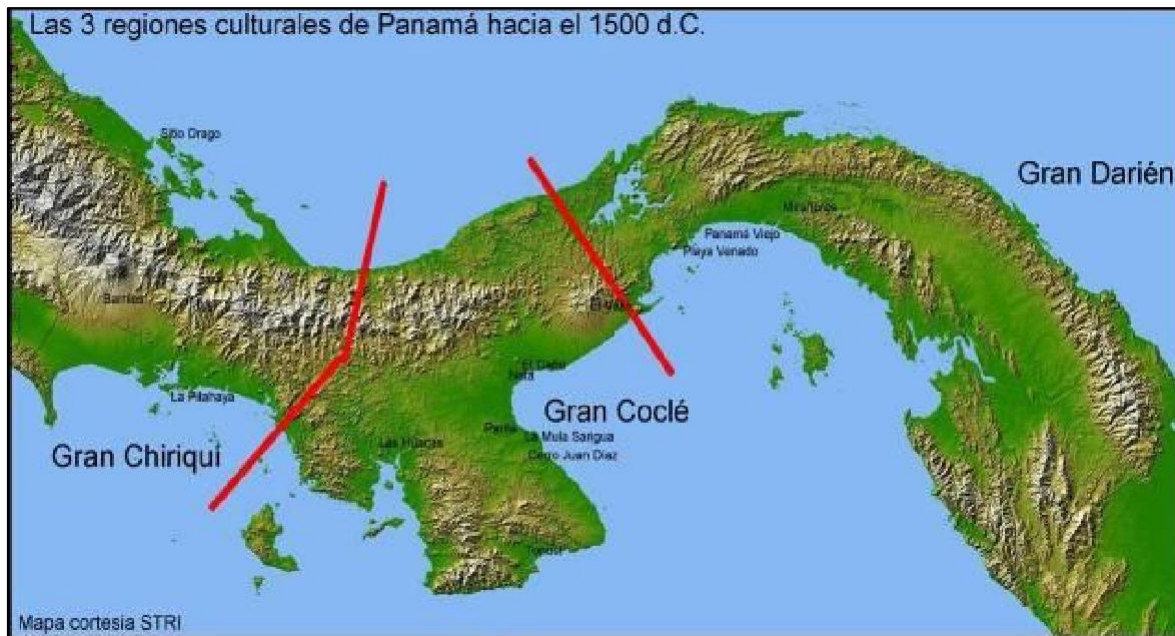 Las 3 regiones culturales de Panamá hacia el 1500 d.C.
Sitio Drago
Gran Darién
Miraflores
Panamá Viejo
Playa Venado
Barriles
El Caño
Natá
La Pitahaya
Gran Coclé
Parita
La Mula Sarigua
Las Huacas
Cerro Juan Díaz
Gran Chiriquí
Mapa cortesia STRI